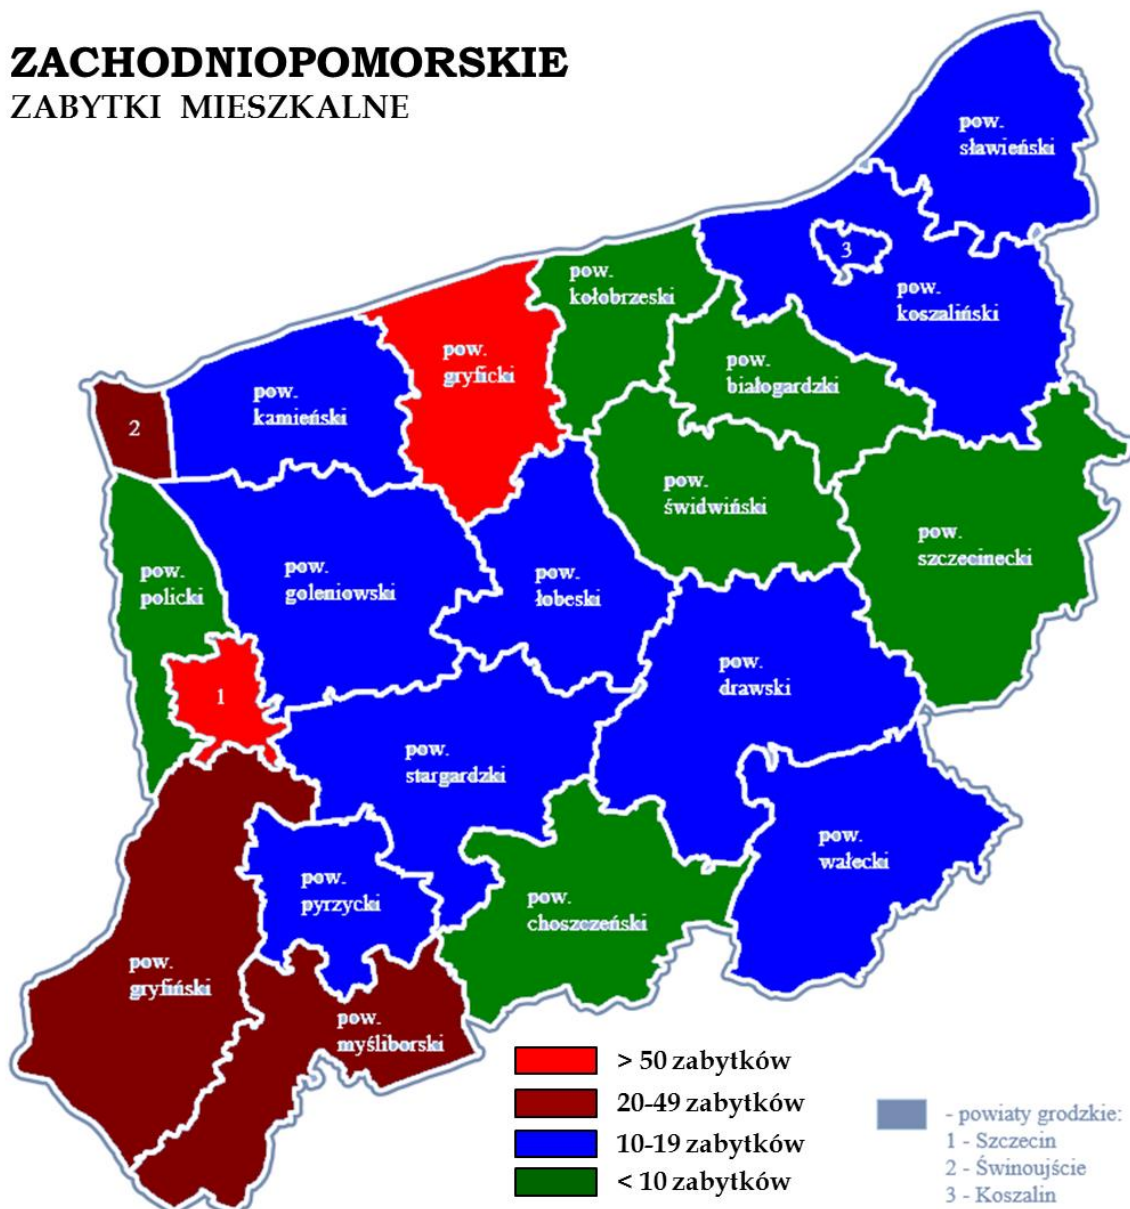 ZACHODNIOPOMORSKIE
ZABYTKI MIESZKALNE
pow.
sławieński
3
pow.
koszaliński
pow.
kołobrzeski
pow.
gryficki
pow.
białogardzki
pow.
kamieński
2
pow.
świdwiński
pow.
szczecinecki
pow.
policki
pow.
goleniowski
pow.
łobeski
pow.
drawski
1
pow.
stargardzki
pow.
wałecki
pow.
pyrzycki
pow.
choszczeński
pow.
gryfiński
pow.
myśliborski
> 50 zabytków
20-49 zabytków
10-19 zabytków
< 10 zabytków
- powiaty grodzkie:
1 - Szczecin
2 - Świnoujście
3 - Koszalin